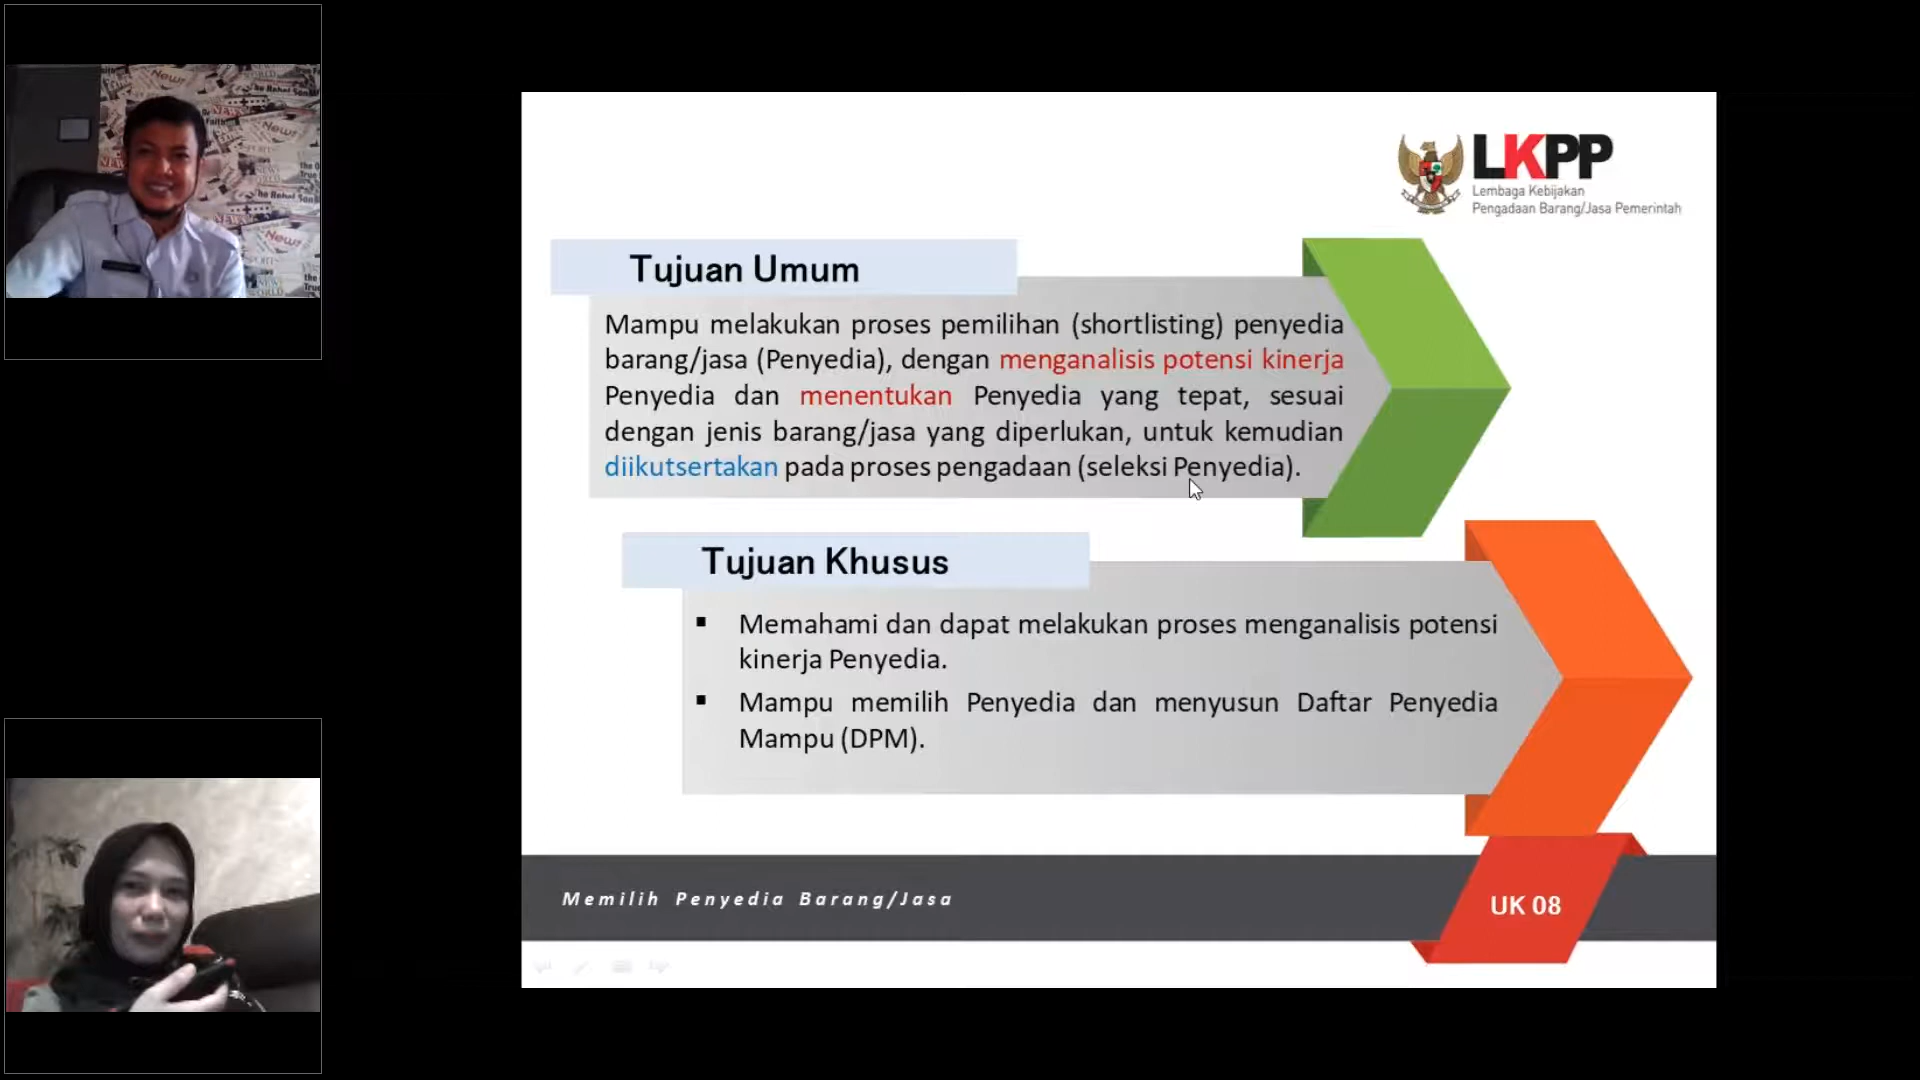 LKPP
Lembaga Kebijakan
Pengadaan Barang/Jasa Pemerintah
Tujuan Umum
Mampu melakukan proses pemilihan (shortlisting) penyedia
barang/jasa (Penyedia), dengan menganalisis potensi kinerja
Penyedia dan menentukan Penyedia yang tepat, sesuai
dengan jenis barang/jasa yang diperlukan, untuk kemudian
diikutsertakan pada proses pengadaan (seleksi Penyedia).
Tujuan Khusus
▪ Memahami dan dapat melakukan proses menganalisis potensi
kinerja Penyedia.
▪ Mampu memilih Penyedia dan menyusun Daftar Penyedia
Mampu (DPM).
Memilih Penyedia Barang/Jasa
UK 08